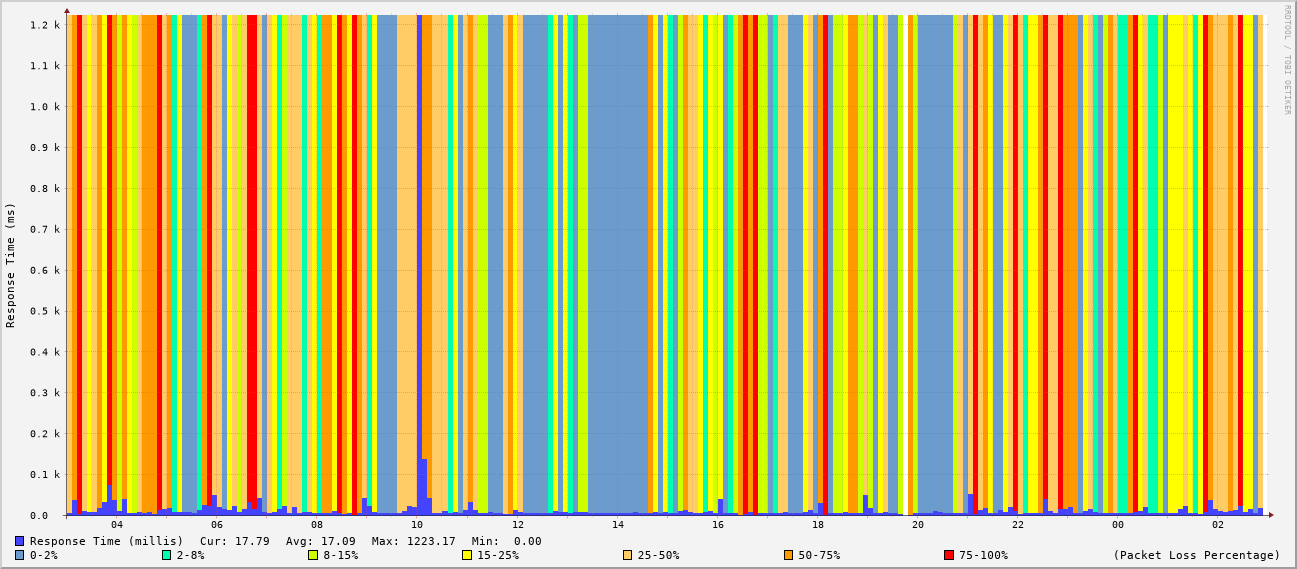 RRDTOOL / TOBI OETIKER
Response Time (ms)
1.2 k
1.1 k
1.0 k
0.9 k
0.8 k
0.7 k
0.6 k
0.5 k
0.4 k
0.3 k
0.2 k
0.1 k
0.0
04 06 08 10 12 14 16 18 20 22 00 02
Response Time (millis) Cur: 17.79 Avg: 17.09 Max: 1223.17 Min: 0.00
0-2% 2-8% 8-15% 15-25% 25-50% 50-75% 75-100% (Packet Loss Percentage)